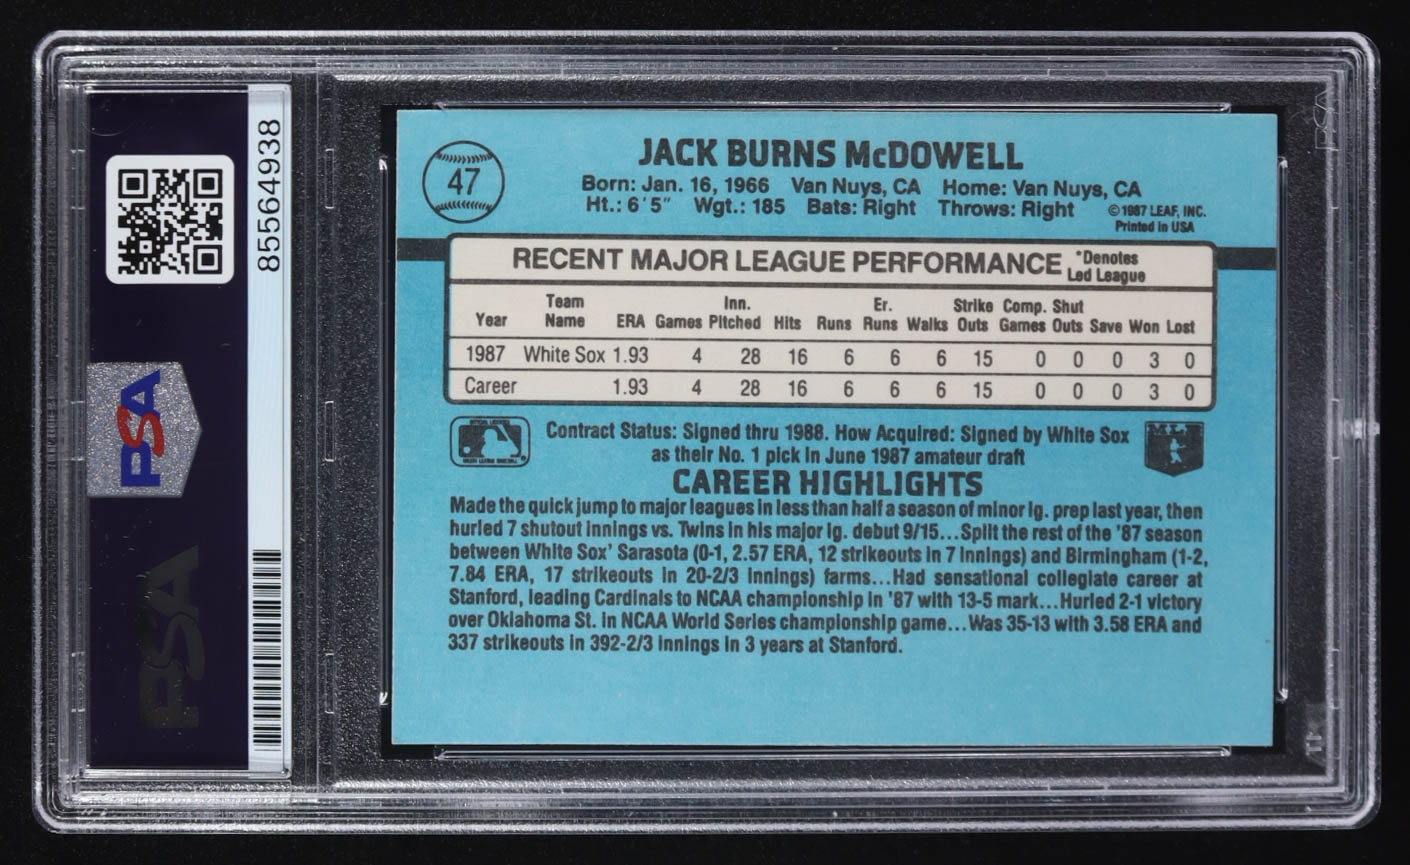 85564938
PSA
PSA
47
JACK BURNS McDOWELL
Born: Jan. 16, 1966 Van Nuys, CA Home: Van Nuys, CA
Ht.: 6'5" Wgt.: 185 Bats: Right Throws: Right ©1987 LEAF, INC.
Printed in USA
RECENT MAJOR LEAGUE PERFORMANCE *Denotes
Led League
Team Inn. Er. Strike Comp. Shut
Year Name ERA Games Pitched Hits Runs Runs Walks Outs Games Outs Save Won Lost
1987 White Sox 1.93 4 28 16 6 6 6 15 0 0 0 3 0
Career 1.93 4 28 16 6 6 6 15 0 0 0 3 0
Contract Status: Signed thru 1988. How Acquired: Signed by White Sox
as their No. 1 pick in June 1987 amateur draft
CAREER HIGHLIGHTS
Made the quick jump to major leagues in less than half a season of minor lg. prep last year, then
hurled 7 shutout innings vs. Twins in his major lg. debut 9/15...Split the rest of the '87 season
between White Sox' Sarasota (0-1, 2.57 ERA, 12 strikeouts in 7 innings) and Birmingham (1-2,
7.84 ERA, 17 strikeouts in 20-2/3 innings) farms...Had sensational collegiate career at
Stanford, leading Cardinals to NCAA championship in '87 with 13-5 mark...Hurled 2-1 victory
over Oklahoma St. in NCAA World Series championship game...Was 35-13 with 3.58 ERA and
337 strikeouts in 392-2/3 innings in 3 years at Stanford.